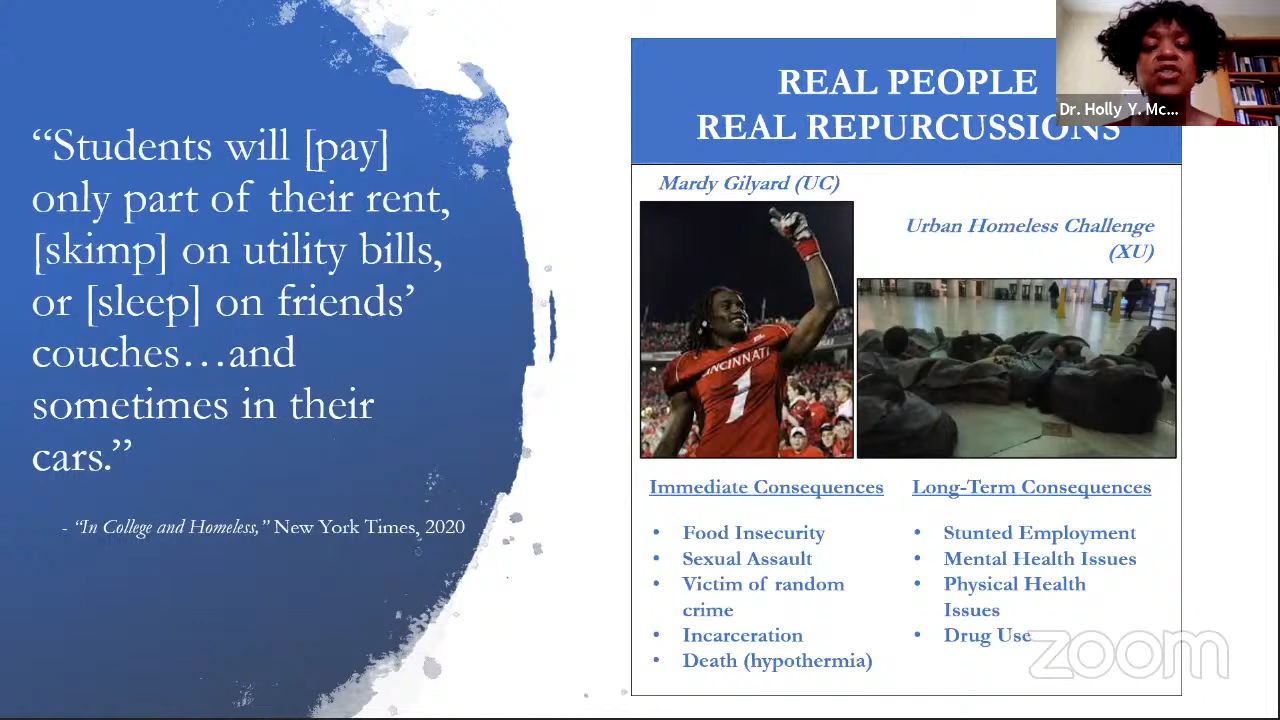 “Students will [pay]
only part of their rent,
[skimp] on utility bills,
or [sleep] on friends’
couches…and
sometimes in their
cars.”
- “In College and Homeless,” New York Times, 2020
REAL PEOPLE
REAL REPURCUSSIONS
Dr. Holly Y. Mc...
Mardy Gilyard (UC)
Urban Homeless Challenge
(XU)
CINCINNATI
1
Immediate Consequences
• Food Insecurity
• Sexual Assault
• Victim of random
crime
• Incarceration
• Death (hypothermia)
Long-Term Consequences
• Stunted Employment
• Mental Health Issues
• Physical Health
Issues
• Drug Use
zoom